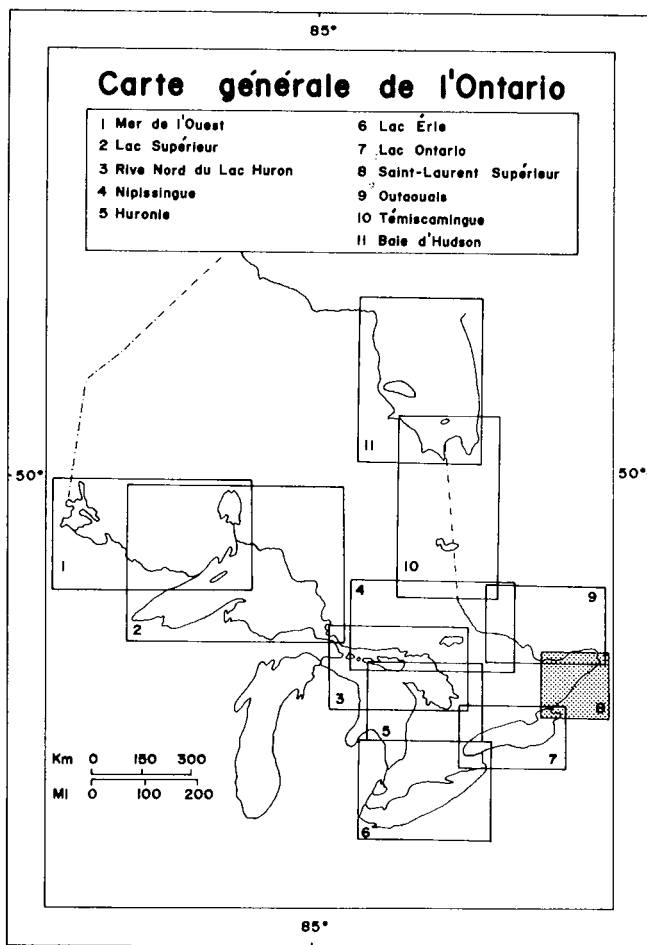 85°
Carte générale de l'Ontario
1 Mer de l'Ouest
2 Lac Supérieur
3 Rive Nord du Lac Huron
4 Nipissingue
5 Huronie
6 Lac Érie
7 Lac Ontario
8 Saint-Laurent Supérieur
9 Outaouais
10 Témiscamingue
11 Baie d'Hudson
11
50°
50°
1
10
2
4
9
3
8
5
7
6
Km 0 150 300
MI 0 100 200
85°